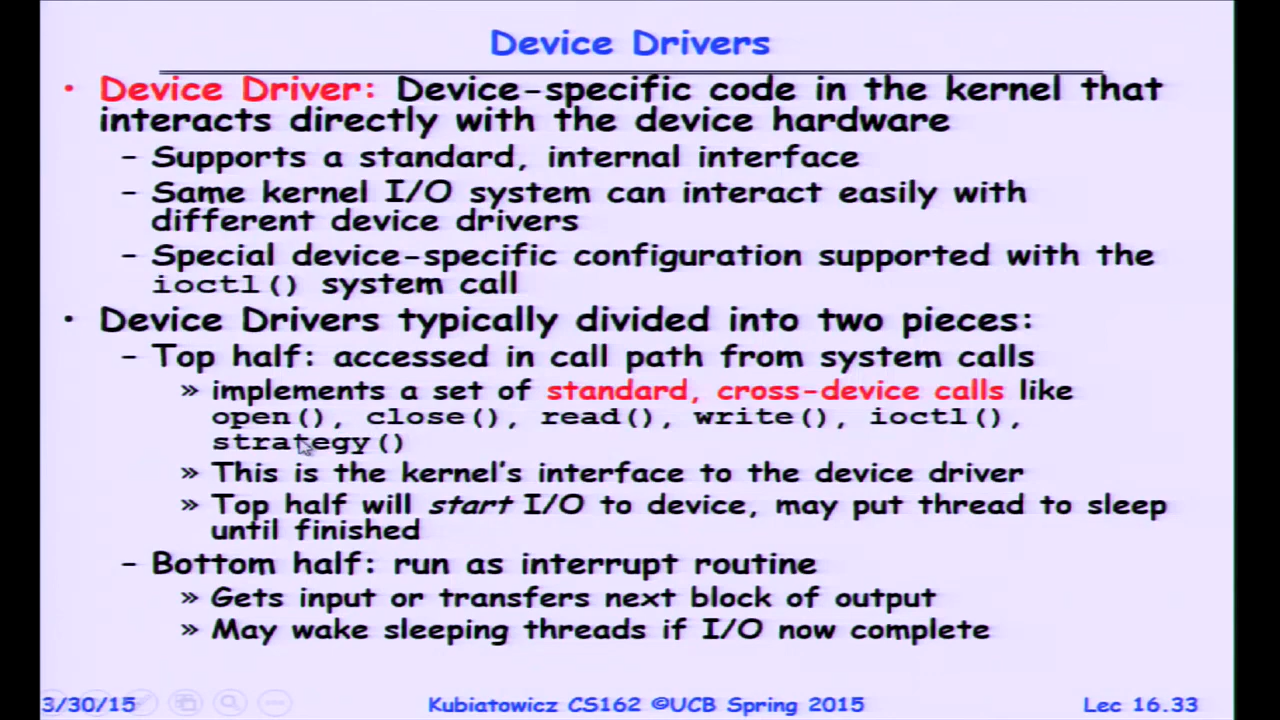 Device Drivers
• Device Driver: Device-specific code in the kernel that
interacts directly with the device hardware
– Supports a standard, internal interface
– Same kernel I/O system can interact easily with
different device drivers
– Special device-specific configuration supported with the
ioctl() system call
• Device Drivers typically divided into two pieces:
– Top half: accessed in call path from system calls
» implements a set of standard, cross-device calls like
open(), close(), read(), write(), ioctl(),
strategy()
» This is the kernel's interface to the device driver
» Top half will start I/O to device, may put thread to sleep
until finished
– Bottom half: run as interrupt routine
» Gets input or transfers next block of output
» May wake sleeping threads if I/O now complete
3/30/15 Kubiatowicz CS162 ©UCB Spring 2015 Lec 16.33